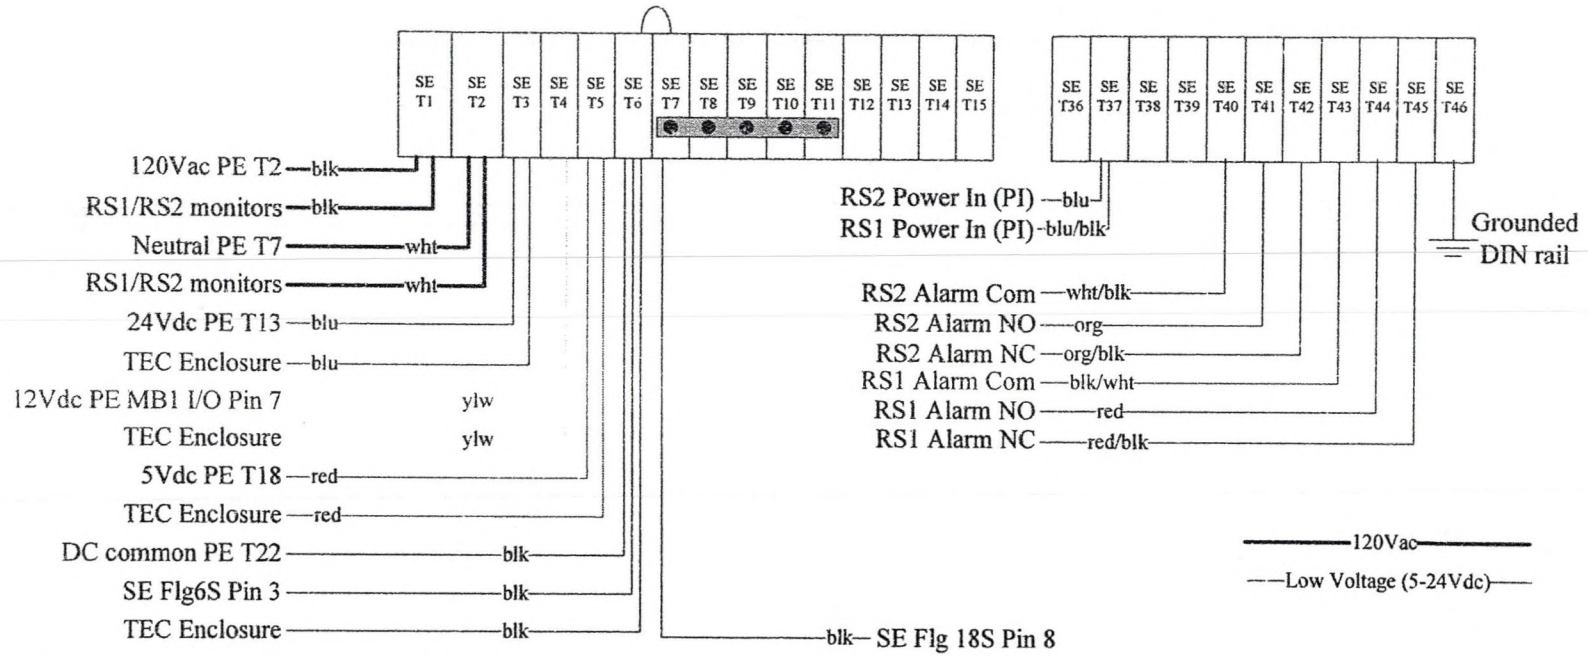 SE T1 SE T2 SE T3 SE T4 SE T5 SE T6 SE T7 SE T8 SE T9 SE T10 SE T11 SE T12 SE T13 SE T14 SE T15
SE T36 SE T37 SE T38 SE T39 SE T40 SE T41 SE T42 SE T43 SE T44 SE T45 SE T46
120Vac PE T2 blk
RS1/RS2 monitors blk
Neutral PE T7 wht
RS1/RS2 monitors wht
24Vdc PE T13 blu
TEC Enclosure blu
12Vdc PE MB1 I/O Pin 7 ylw
TEC Enclosure ylw
5Vdc PE T18 red
TEC Enclosure red
DC common PE T22 blk
SE Flg6S Pin 3 blk
TEC Enclosure blk
blk SE Flg 18S Pin 8
RS2 Power In (PI) blu
RS1 Power In (PI) blu/blk
Grounded
DIN rail
RS2 Alarm Com wht/blk
RS2 Alarm NO org
RS2 Alarm NC org/blk
RS1 Alarm Com blk/wht
RS1 Alarm NO red
RS1 Alarm NC red/blk
120Vac
Low Voltage (5-24Vdc)